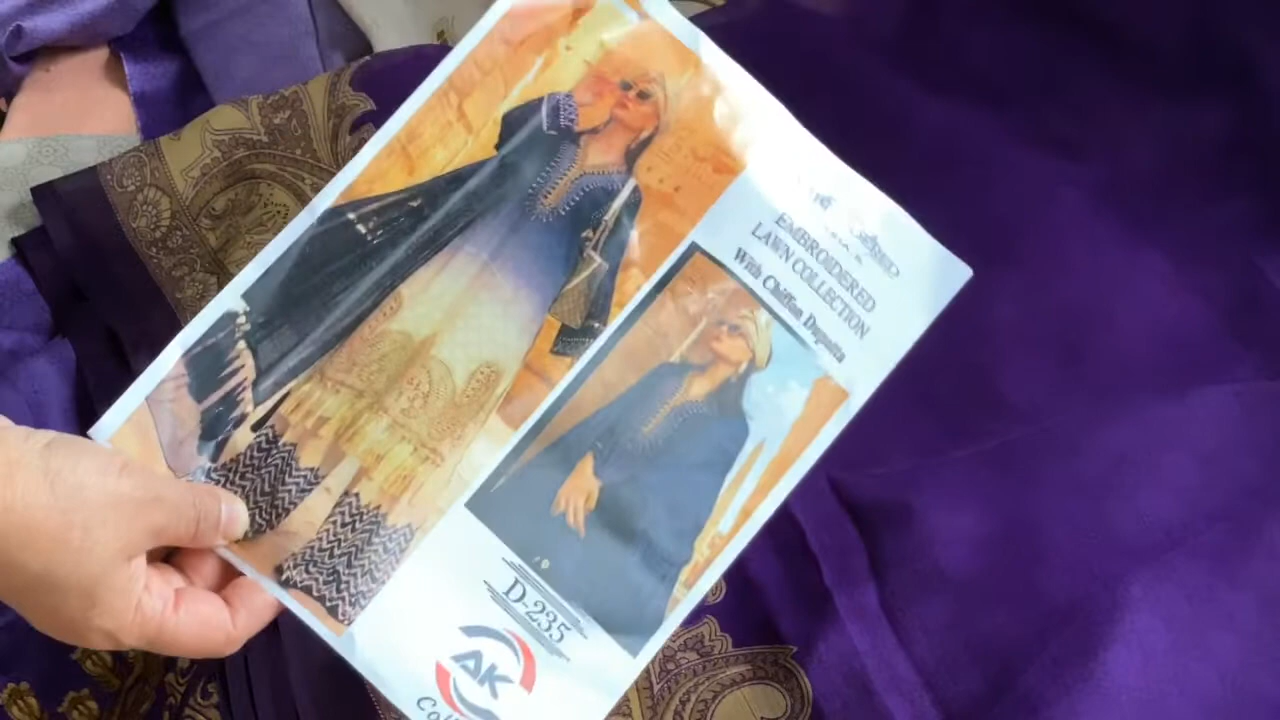 EMBROIDERED
LAWN COLLECTION
With Chiffon Dupatta
D-235
AK